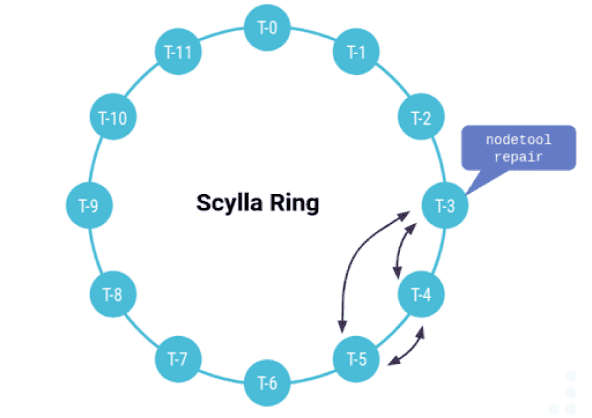 T-0
T-11
T-1
T-10
T-2
nodetool
repair
T-9
Scylla Ring
T-3
T-8
T-4
T-7
T-5
T-6